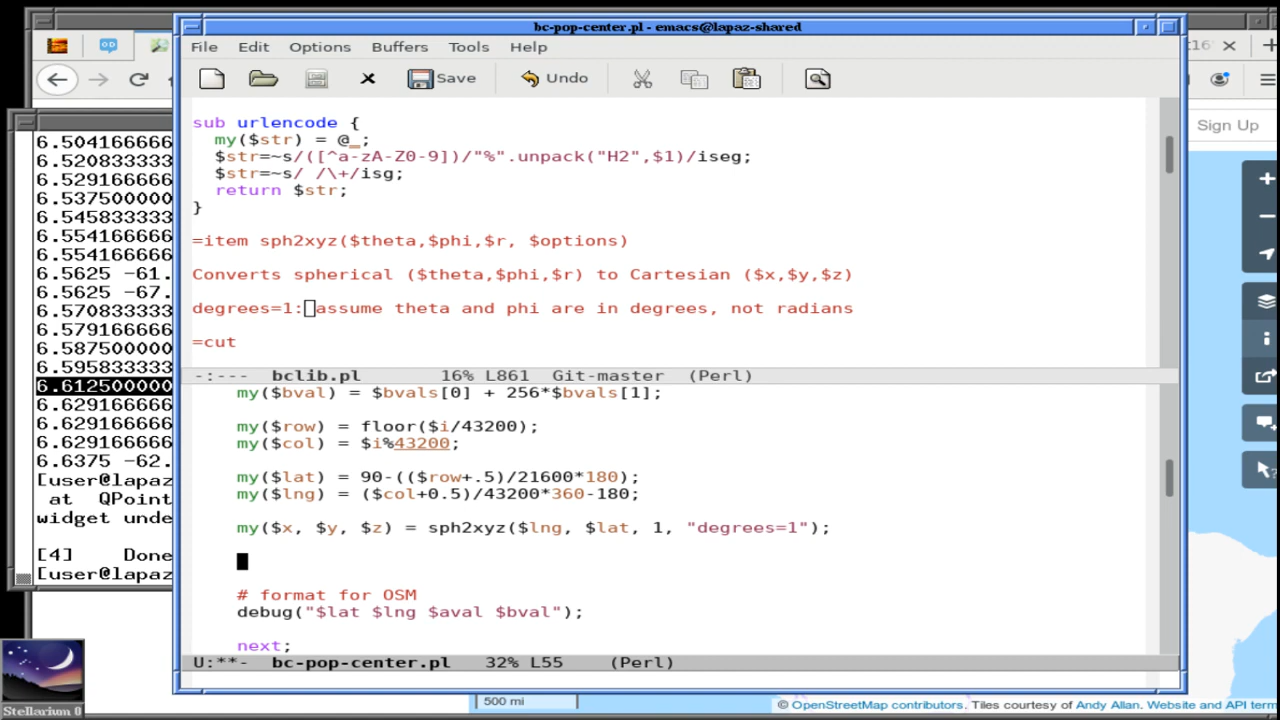 bc-pop-center.pl - emacs@lapaz-shared
File Edit Options Buffers Tools Help
Save Undo
Sign Up
sub urlencode {
my($str) = @_;
$str=~s/([^a-zA-Z0-9])/"%".unpack("H2",$1)/iseg;
$str=~s/ /\+/isg;
return $str;
}
=item sph2xyz($theta,$phi,$r, $options)
Converts spherical ($theta,$phi,$r) to Cartesian ($x,$y,$z)
degrees=1: assume theta and phi are in degrees, not radians
=cut
-:--- bclib.pl 16% L861 Git-master (Perl)
my($bval) = $bvals[0] + 256*$bvals[1];
my($row) = floor($i/43200);
my($col) = $i%43200;
my($lat) = 90-(($row+.5)/21600*180);
my($lng) = ($col+0.5)/43200*360-180;
my($x, $y, $z) = sph2xyz($lng, $lat, 1, "degrees=1");
# format for OSM
debug("$lat $lng $aval $bval");
next;
U:**- bc-pop-center.pl 32% L55 (Perl)
6.504166666
6.520833333
6.529166666
6.537500000
6.545833333
6.554166666
6.554166666
6.5625 -61.
6.5625 -67.
6.570833333
6.579166666
6.587500000
6.595833333
6.612500000
6.629166666
6.629166666
6.629166666
6.6375 -62.
[user@lapaz
at QPoint
widget unde
[4] Done
[user@lapaz
Stellarium 0
500 mi
© OpenStreetMap contributors. Tiles courtesy of Andy Allan. Website and API term